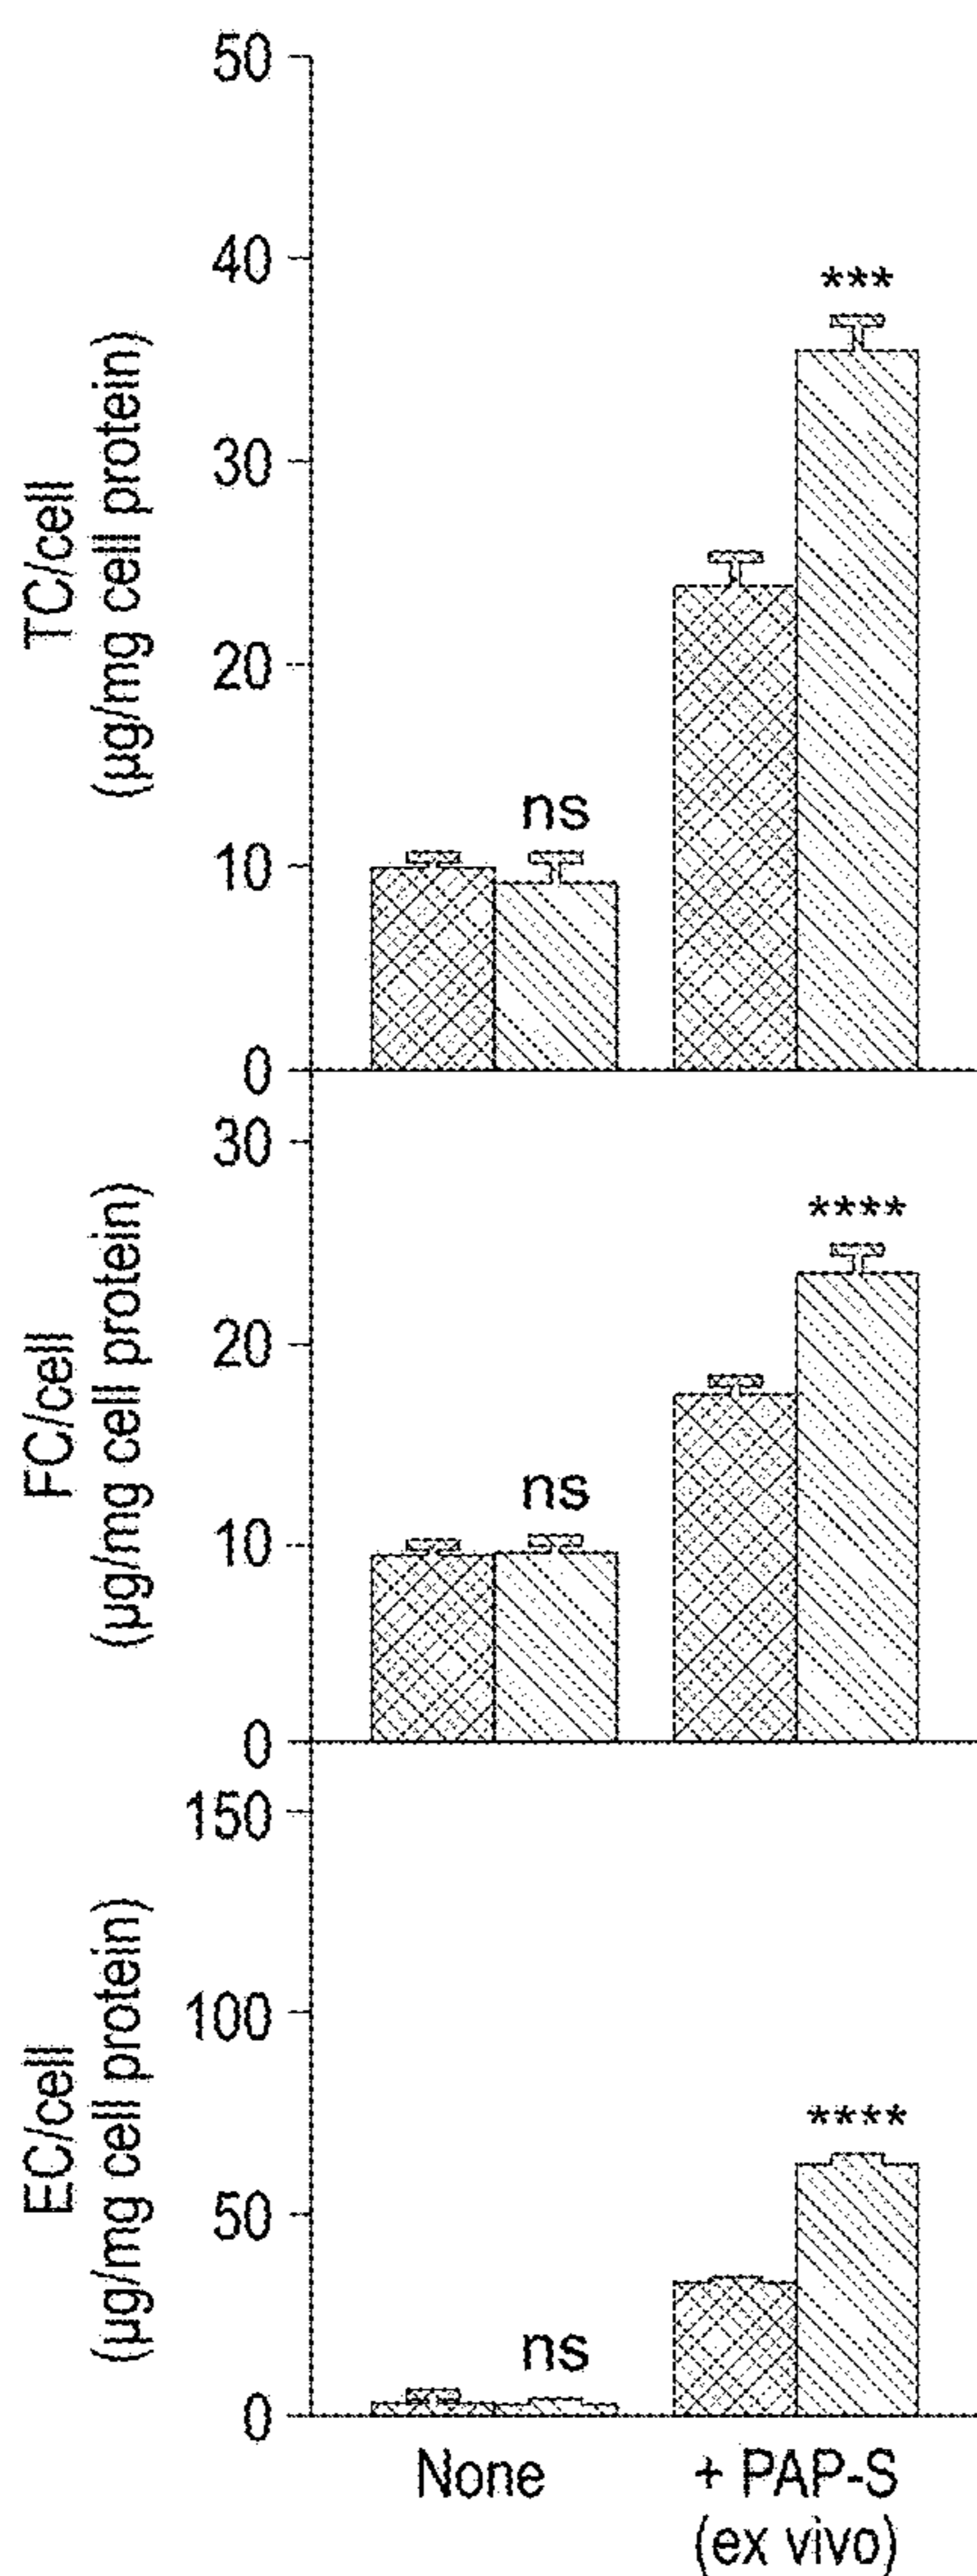 TC/cell
(µg/mg cell protein)
50
40
30
20
10
0
***
ns
FC/cell
(µg/mg cell protein)
30
20
10
0
****
ns
EC/cell
(µg/mg cell protein)
150
100
50
0
****
ns
None
+ PAP-S
(ex vivo)